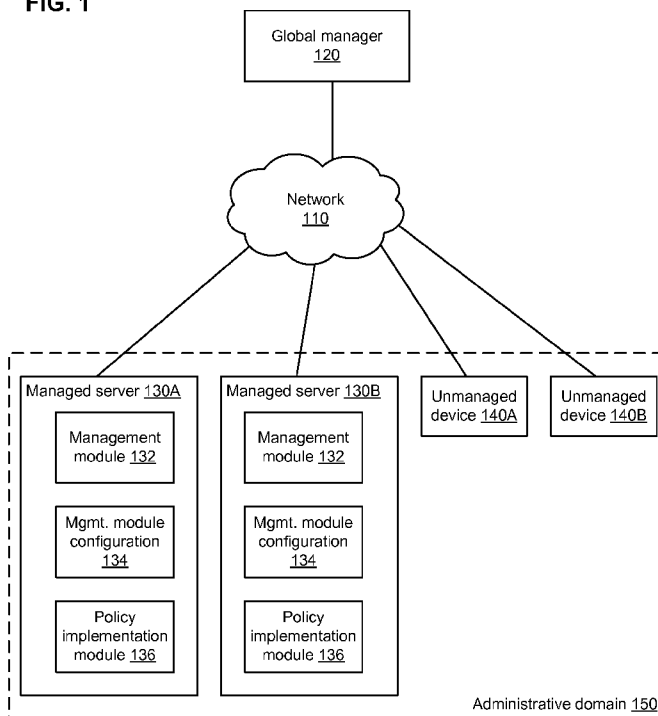 FIG. 1
Global manager
120
Network
110
Managed server 130A
Management
module 132
Mgmt. module
configuration
134
Policy
implementation
module 136
Managed server 130B
Management
module 132
Mgmt. module
configuration
134
Policy
implementation
module 136
Unmanaged
device 140A
Unmanaged
device 140B
Administrative domain 150